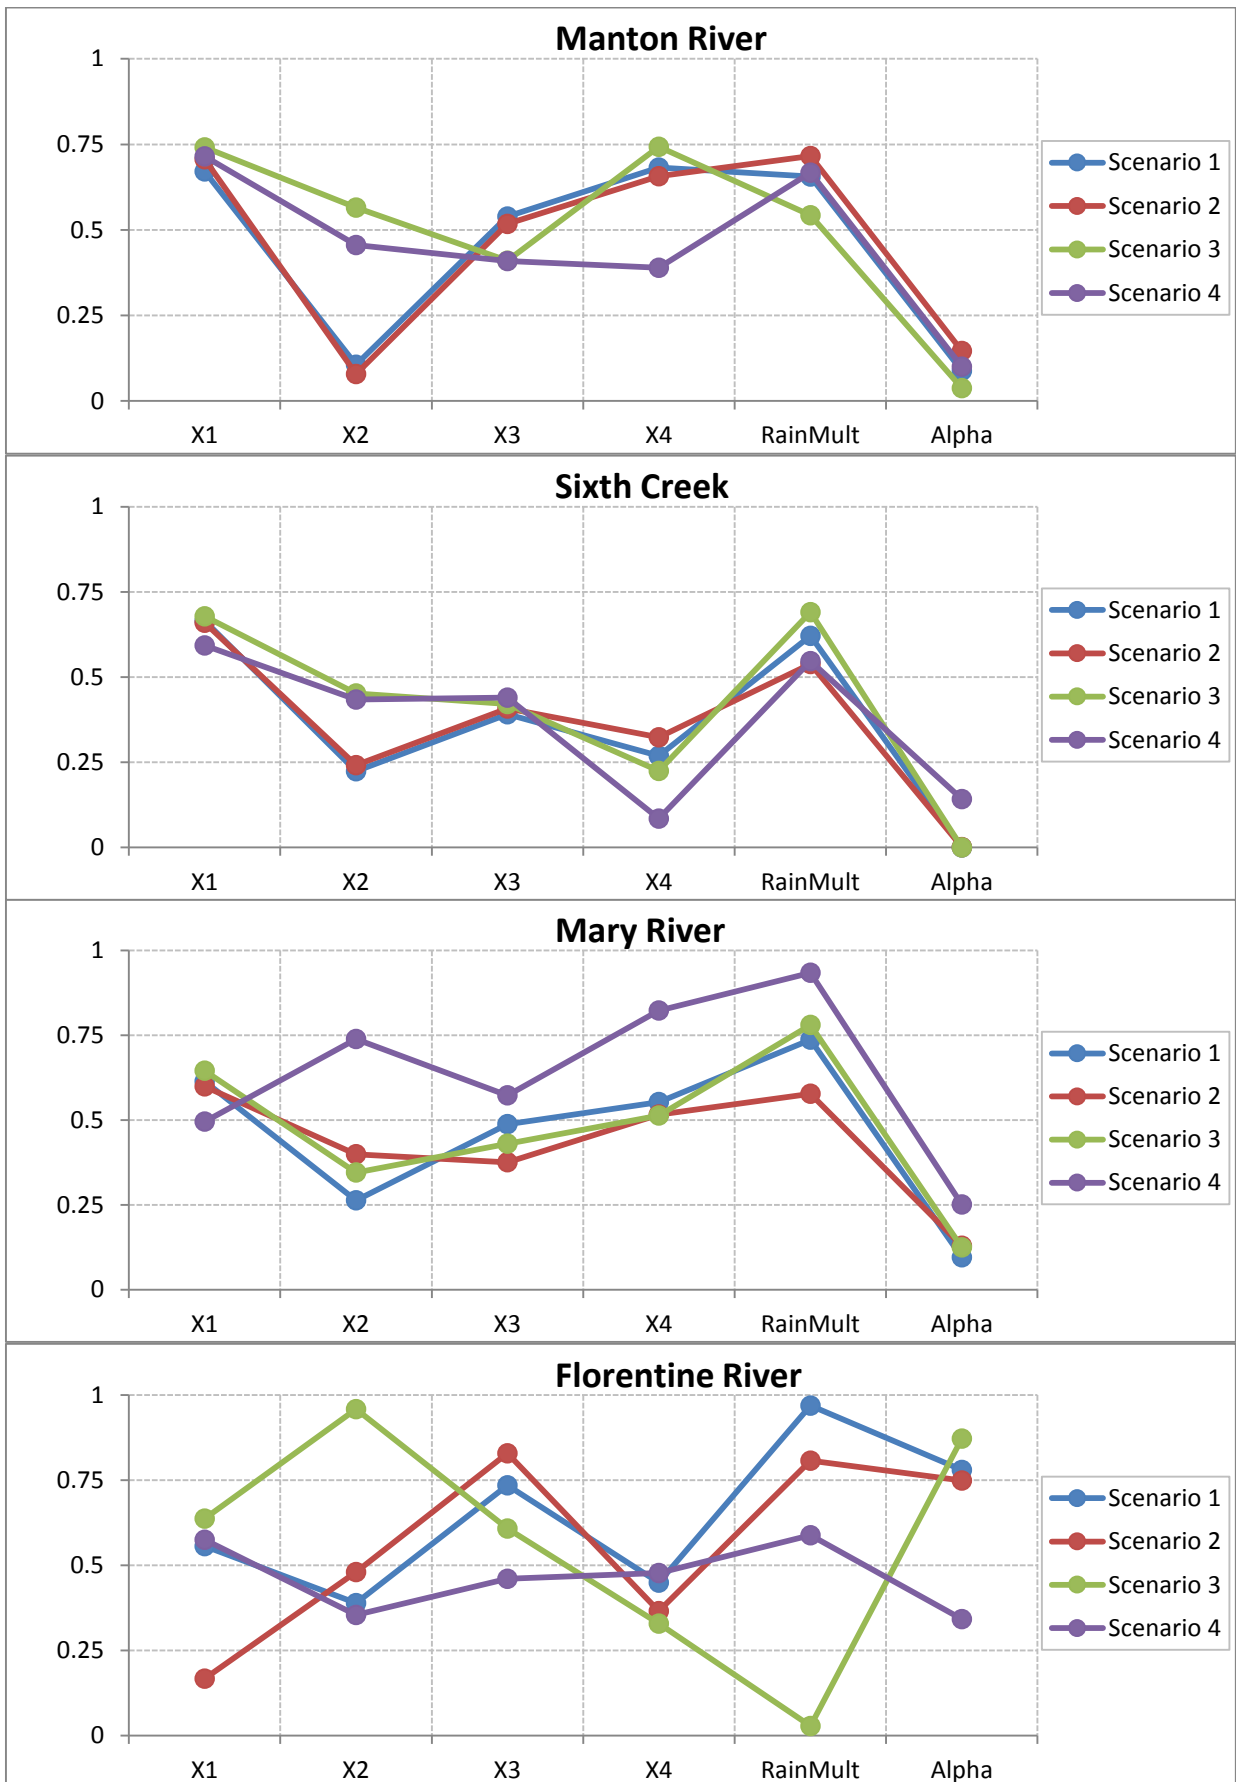 Manton River
1
0.75
0.5
0.25
0
X1 X2 X3 X4 RainMult Alpha
Scenario 1
Scenario 2
Scenario 3
Scenario 4
Sixth Creek
1
0.75
0.5
0.25
0
X1 X2 X3 X4 RainMult Alpha
Scenario 1
Scenario 2
Scenario 3
Scenario 4
Mary River
1
0.75
0.5
0.25
0
X1 X2 X3 X4 RainMult Alpha
Scenario 1
Scenario 2
Scenario 3
Scenario 4
Florentine River
1
0.75
0.5
0.25
0
X1 X2 X3 X4 RainMult Alpha
Scenario 1
Scenario 2
Scenario 3
Scenario 4